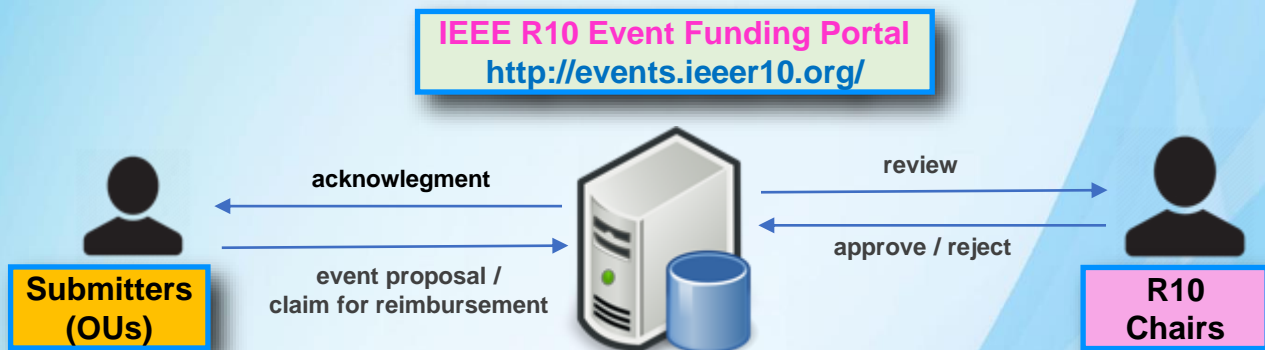 IEEE R10 Event Funding Portal
http://events.ieeer10.org/
acknowlegment
review
event proposal /
claim for reimbursement
approve / reject
Submitters
(OUs)
R10
Chairs